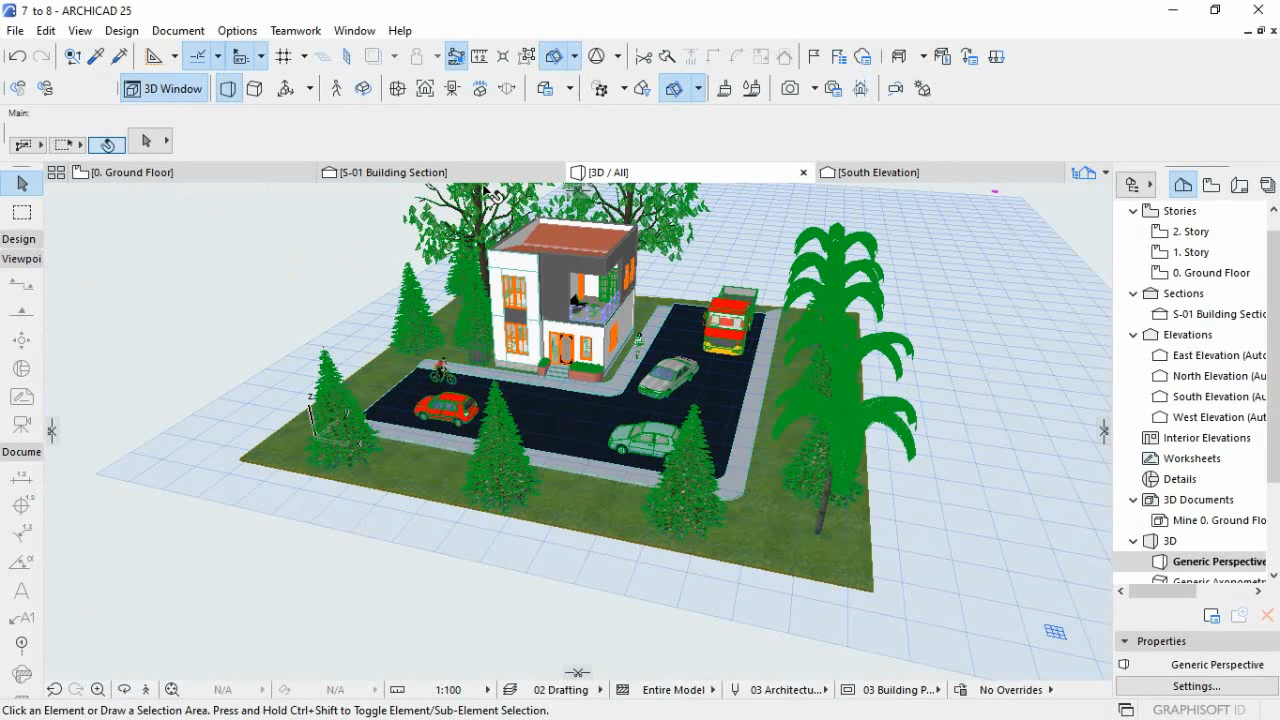 7 to 8 - ARCHICAD 25
File Edit View Design Document Options Teamwork Window Help
3D Window
Main:
[0. Ground Floor]
[S-01 Building Section]
[3D / All]
[South Elevation]
Design
Viewpoi
Docume
Stories
2. Story
1. Story
0. Ground Floor
Sections
S-01 Building Sectic
Elevations
East Elevation (Auto
North Elevation (Au
South Elevation (Au
West Elevation (Aut
Interior Elevations
Worksheets
Details
3D Documents
Mine 0. Ground Flo
3D
Generic Perspective
Generic Axonomet
Properties
Generic Perspective
Settings...
N/A N/A 1:100 02 Drafting Entire Model 03 Architectu... 03 Building P... No Overrides
Click an Element or Draw a Selection Area. Press and Hold Ctrl+Shift to Toggle Element/Sub-Element Selection.
GRAPHISOFT ID